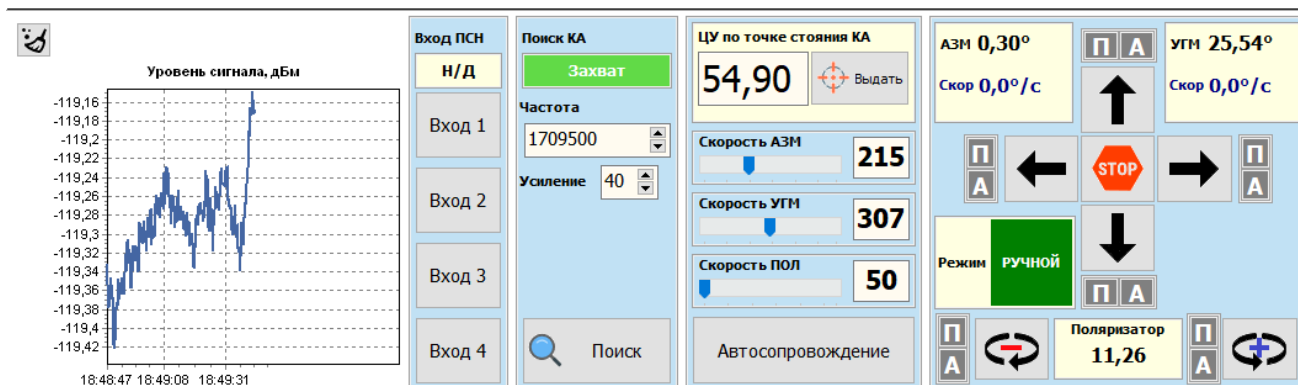 Уровень сигнала, дБм
-119,16
-119,18
-119,2
-119,22
-119,24
-119,26
-119,28
-119,3
-119,32
-119,34
-119,36
-119,38
-119,4
-119,42
18:48:47 18:49:08 18:49:31
Вход ПСН
Н/Д
Вход 1
Вход 2
Вход 3
Вход 4
Поиск КА
Захват
Частота
1709500
Усиление 40
Поиск
ЦУ по точке стояния КА
54,90 Выдать
Скорость АЗМ
215
Скорость УГМ
307
Скорость ПОЛ
50
Автосопровождение
АЗМ 0,30°
Скор 0,0°/с
П А
УГМ 25,54°
Скор 0,0°/с
П
А
STOP
П
А
Режим РУЧНОЙ
П А
П
А
Поляризатор
11,26
П
А